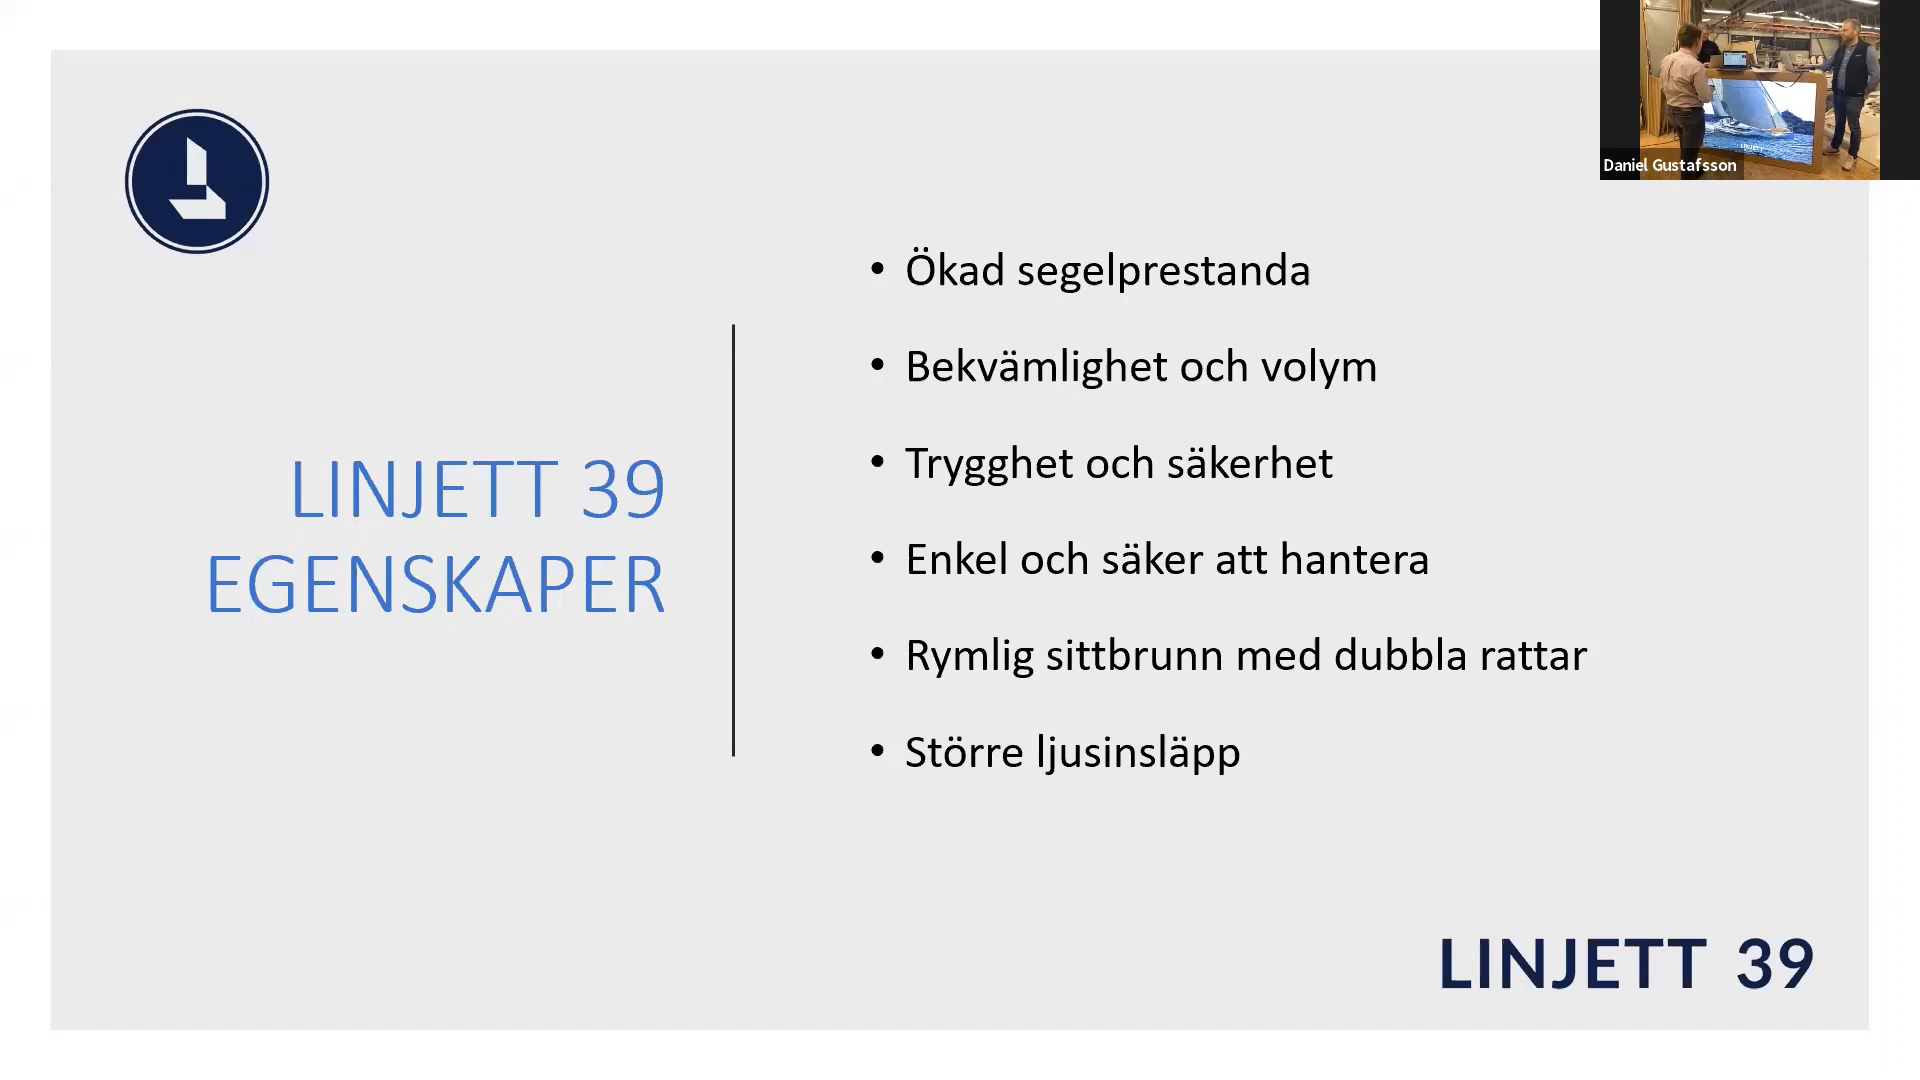 Daniel Gustafsson
LINJETT
LINJETT 39
EGENSKAPER
• Ökad segelprestanda
• Bekvämlighet och volym
• Trygghet och säkerhet
• Enkel och säker att hantera
• Rymlig sittbrunn med dubbla rattar
• Större ljusinsläpp
LINJETT 39